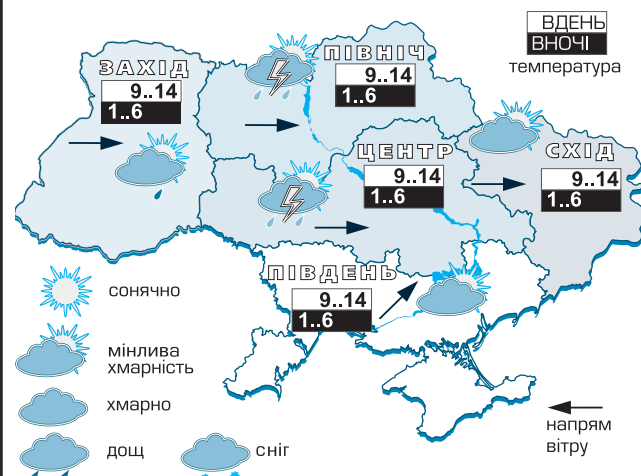 ВДЕНЬ
ВНОЧІ
температура
ПІВНІЧ
9..14
1..6
ЗАХІД
9..14
1..6
ЦЕНТР
9..14
1..6
СХІД
9..14
1..6
ПІВДЕНЬ
9..14
1..6
сонячно
мінлива
хмарність
хмарно
дощ
сніг
напрям
вітру